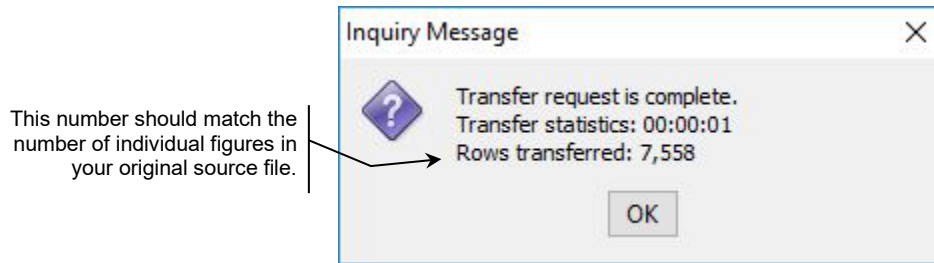 Inquiry Message
Transfer request is complete.
Transfer statistics: 00:00:01
Rows transferred: 7,558
OK
This number should match the
number of individual figures in
your original source file.